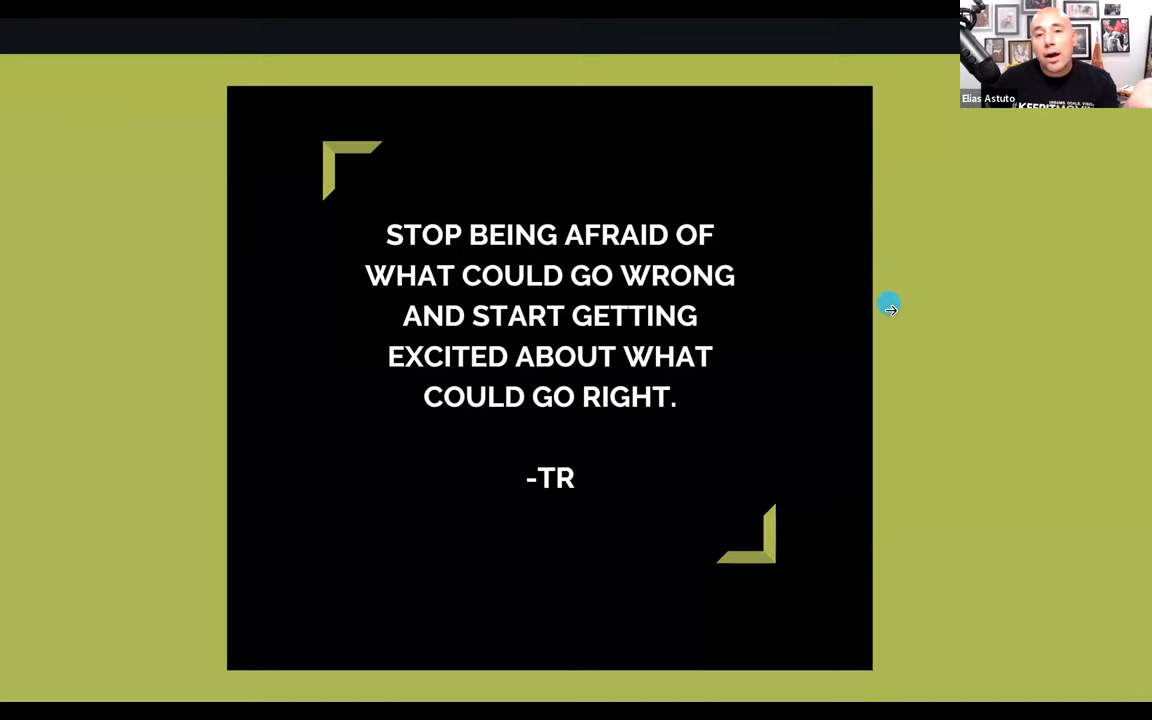 STOP BEING AFRAID OF
WHAT COULD GO WRONG
AND START GETTING
EXCITED ABOUT WHAT
COULD GO RIGHT.
-TR
Elias Astuto